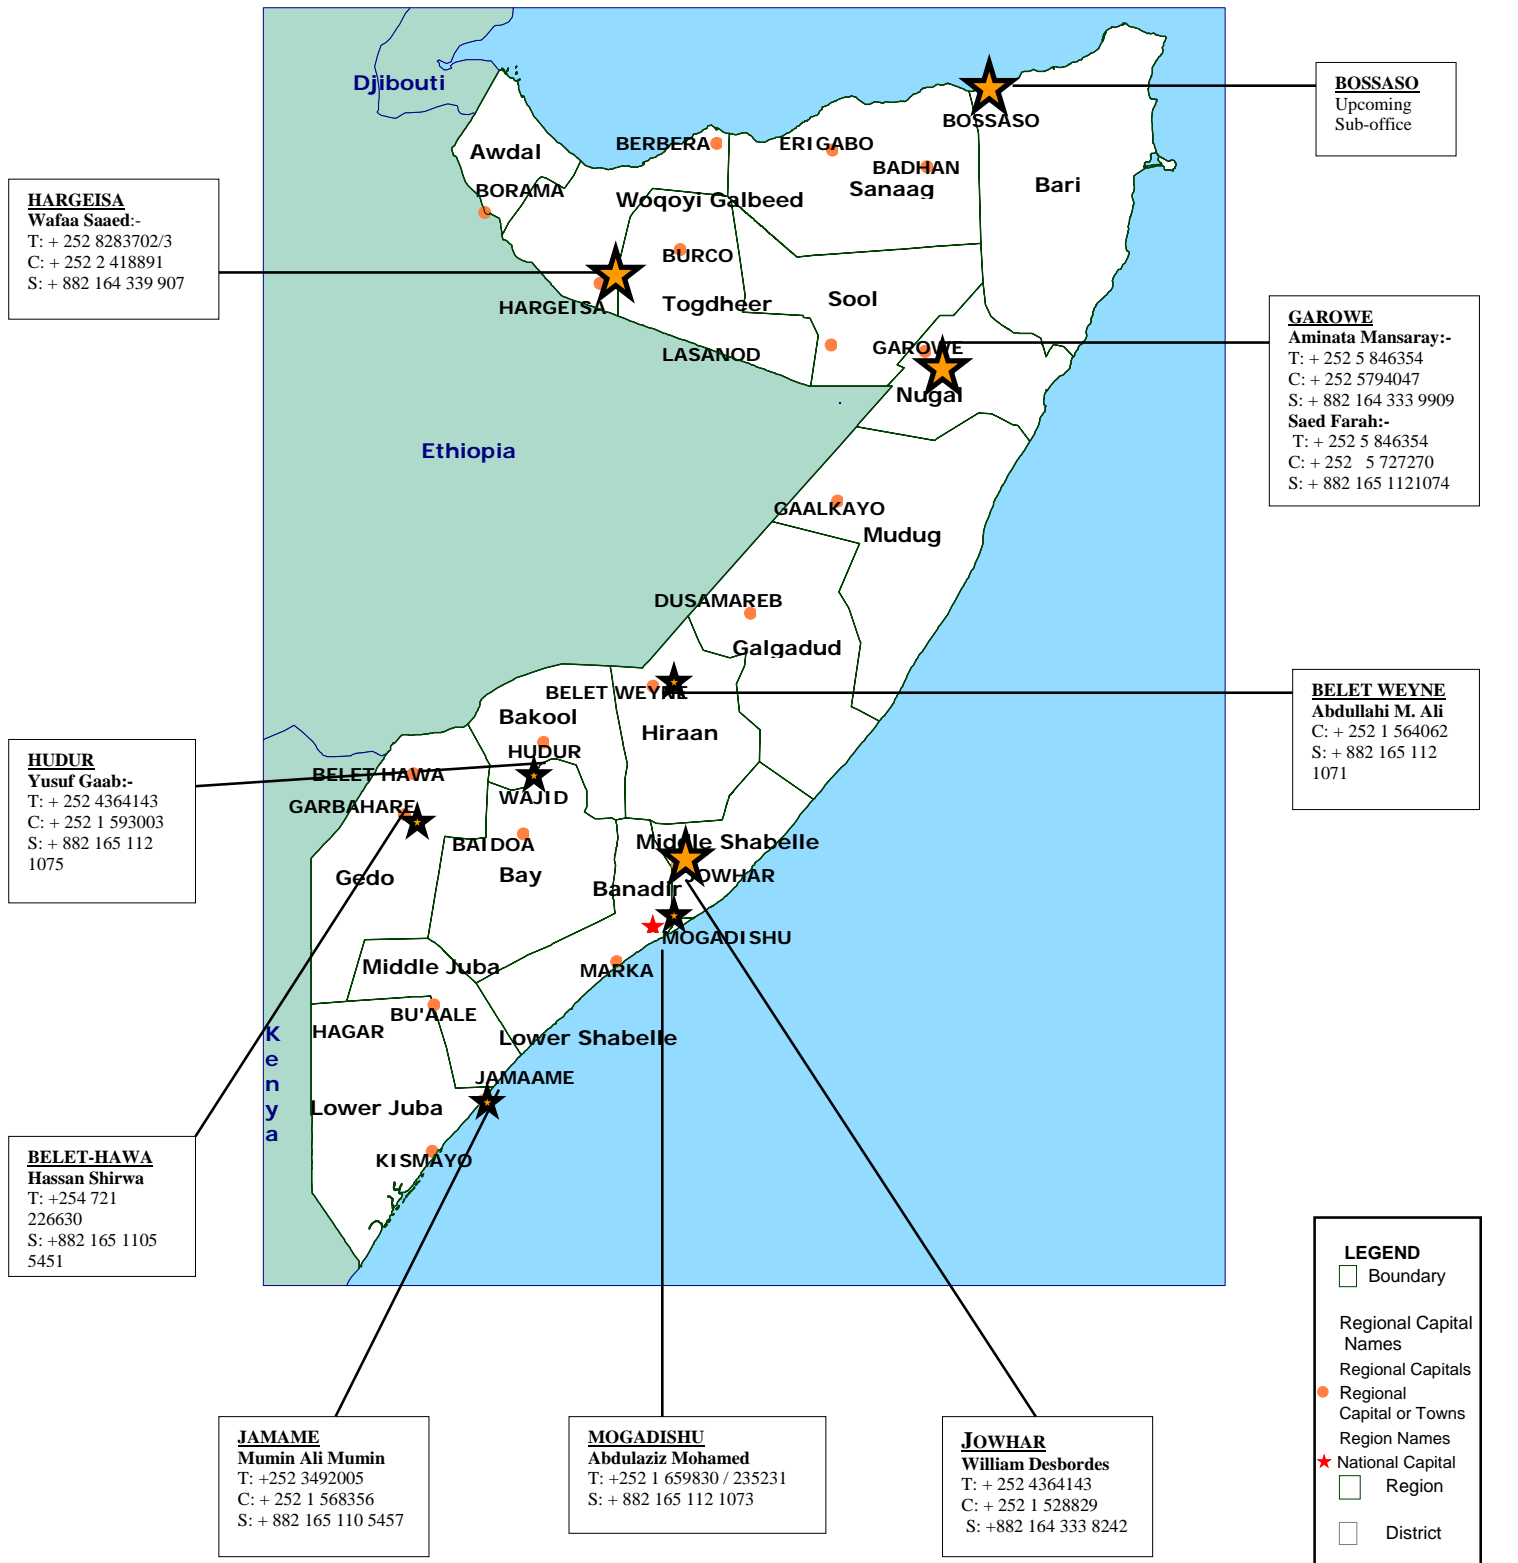 Djibouti
Awdal
BORAMA
BERBERA
ERIGABO
BADHAN
Sanaag
BOSSASO
Bari
Woqoyi Galbeed
BURCO
Togdheer
HARGEISA
LASANOD
Sool
GAROWE
Nugal
Ethiopia
GAALKAYO
Mudug
DUSAMAREB
Galgadud
BELET WEYNE
Hiraan
Bakool
HUDUR
WAJID
BELET HAWA
GARBAHARE
Gedo
BAIDOA
Bay
Middle Shabelle
JOWHAR
Banadir
MOGADISHU
MARKA
Middle Juba
BU'AALE
HAGAR
Lower Shabelle
JAMAAME
Lower Juba
KISMAYO
Kenya
BOSSASO
Upcoming
Sub-office
HARGEISA
Wafaa Saaed:-
T: + 252 8283702/3
C: + 252 2 418891
S: + 882 164 339 907
GAROWE
Aminata Mansaray:-
T: + 252 5 846354
C: + 252 5794047
S: + 882 164 333 9909
Saed Farah:-
T: + 252 5 846354
C: + 252 5 727270
S: + 882 165 1121074
BELET WEYNE
Abdullahi M. Ali
C: + 252 1 564062
S: + 882 165 112
1071
HUDUR
Yusuf Gaab:-
T: + 252 4364143
C: + 252 1 593003
S: + 882 165 112
1075
BELET-HAWA
Hassan Shirwa
T: +254 721
226630
S: +882 165 1105
5451
JAMAME
Mumin Ali Mumin
T: +252 3492005
C: + 252 1 568356
S: + 882 165 110 5457
MOGADISHU
Abdulaziz Mohamed
T: +252 1 659830 / 235231
S: + 882 165 112 1073
JOWHAR
William Desbordes
T: + 252 4364143
C: + 252 1 528829
S: +882 164 333 8242
LEGEND
Boundary
Regional Capital
Names
Regional Capitals
Regional
Capital or Towns
Region Names
National Capital
Region
District